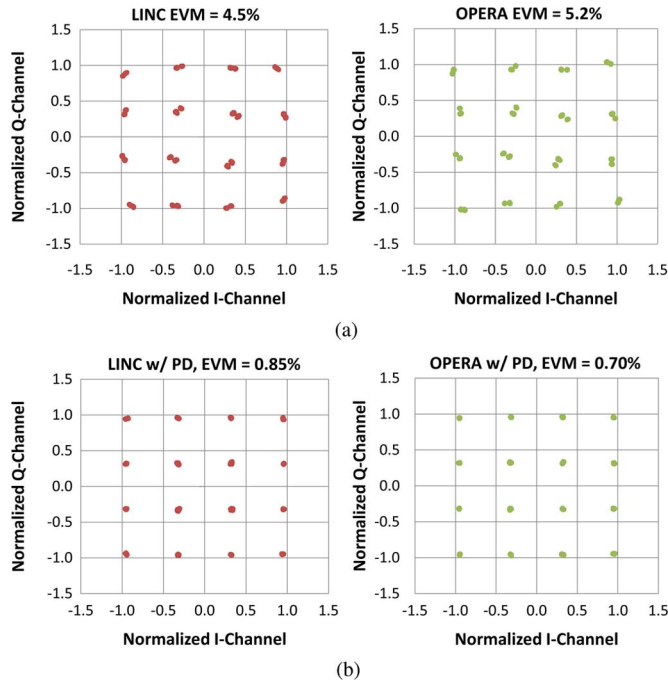 LINC EVM = 4.5%
Normalized Q-Channel
1.5
1.0
0.5
0.0
-0.5
-1.0
-1.5
-1.5 -1.0 -0.5 0.0 0.5 1.0 1.5
Normalized I-Channel
OPERA EVM = 5.2%
Normalized Q-Channel
1.5
1.0
0.5
0.0
-0.5
-1.0
-1.5
-1.5 -1.0 -0.5 0.0 0.5 1.0 1.5
Normalized I-Channel
(a)
LINC w/ PD, EVM = 0.85%
Normalized Q-Channel
1.5
1.0
0.5
0.0
-0.5
-1.0
-1.5
-1.5 -1.0 -0.5 0.0 0.5 1.0 1.5
Normalized I-Channel
OPERA w/ PD, EVM = 0.70%
Normalized Q-Channel
1.5
1.0
0.5
0.0
-0.5
-1.0
-1.5
-1.5 -1.0 -0.5 0.0 0.5 1.0 1.5
Normalized I-Channel
(b)